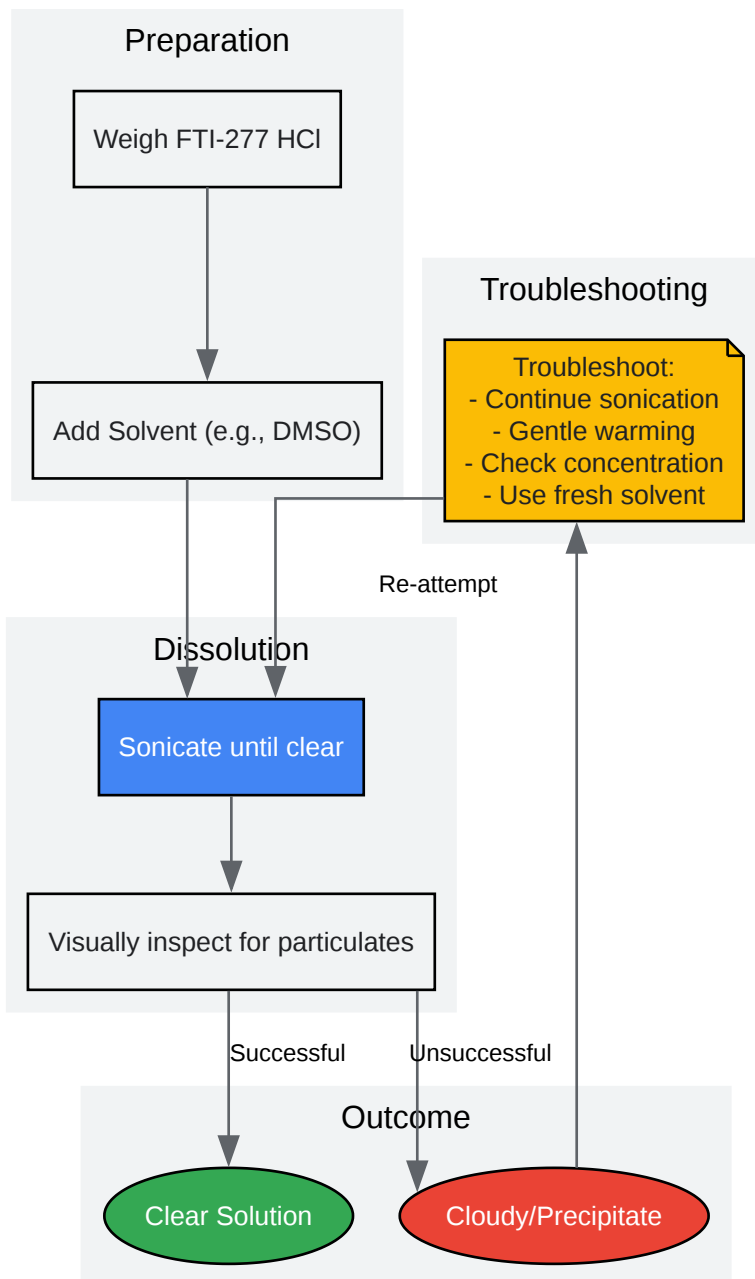 Preparation
Weigh FTI-277 HCl
Add Solvent (e.g., DMSO)
Troubleshooting
Troubleshoot:
- Continue sonication
- Gentle warming
- Check concentration
- Use fresh solvent
Re-attempt
Dissolution
Sonicate until clear
Visually inspect for particulates
Successful
Unsuccessful
Outcome
Clear Solution
Cloudy/Precipitate